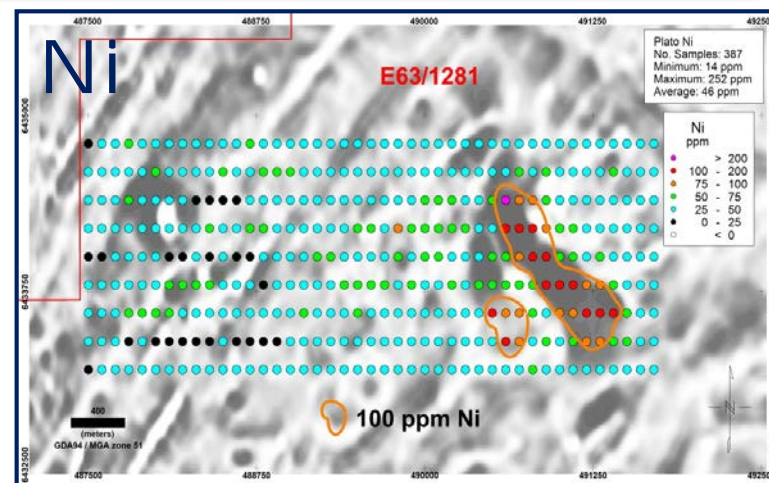 487500 488750 490000 491250 492500
Ni
E63/1281
Plato Ni
No. Samples: 387
Minimum: 14 ppm
Maximum: 252 ppm
Average: 46 ppm
Ni
ppm
> 200
100 - 200
75 - 100
50 - 75
25 - 50
0 - 25
< 0
6435000
6433750
6432500
400
(meters)
GDA94 / MGA zone 51
100 ppm Ni
N
487500 488750 490000 491250 492500